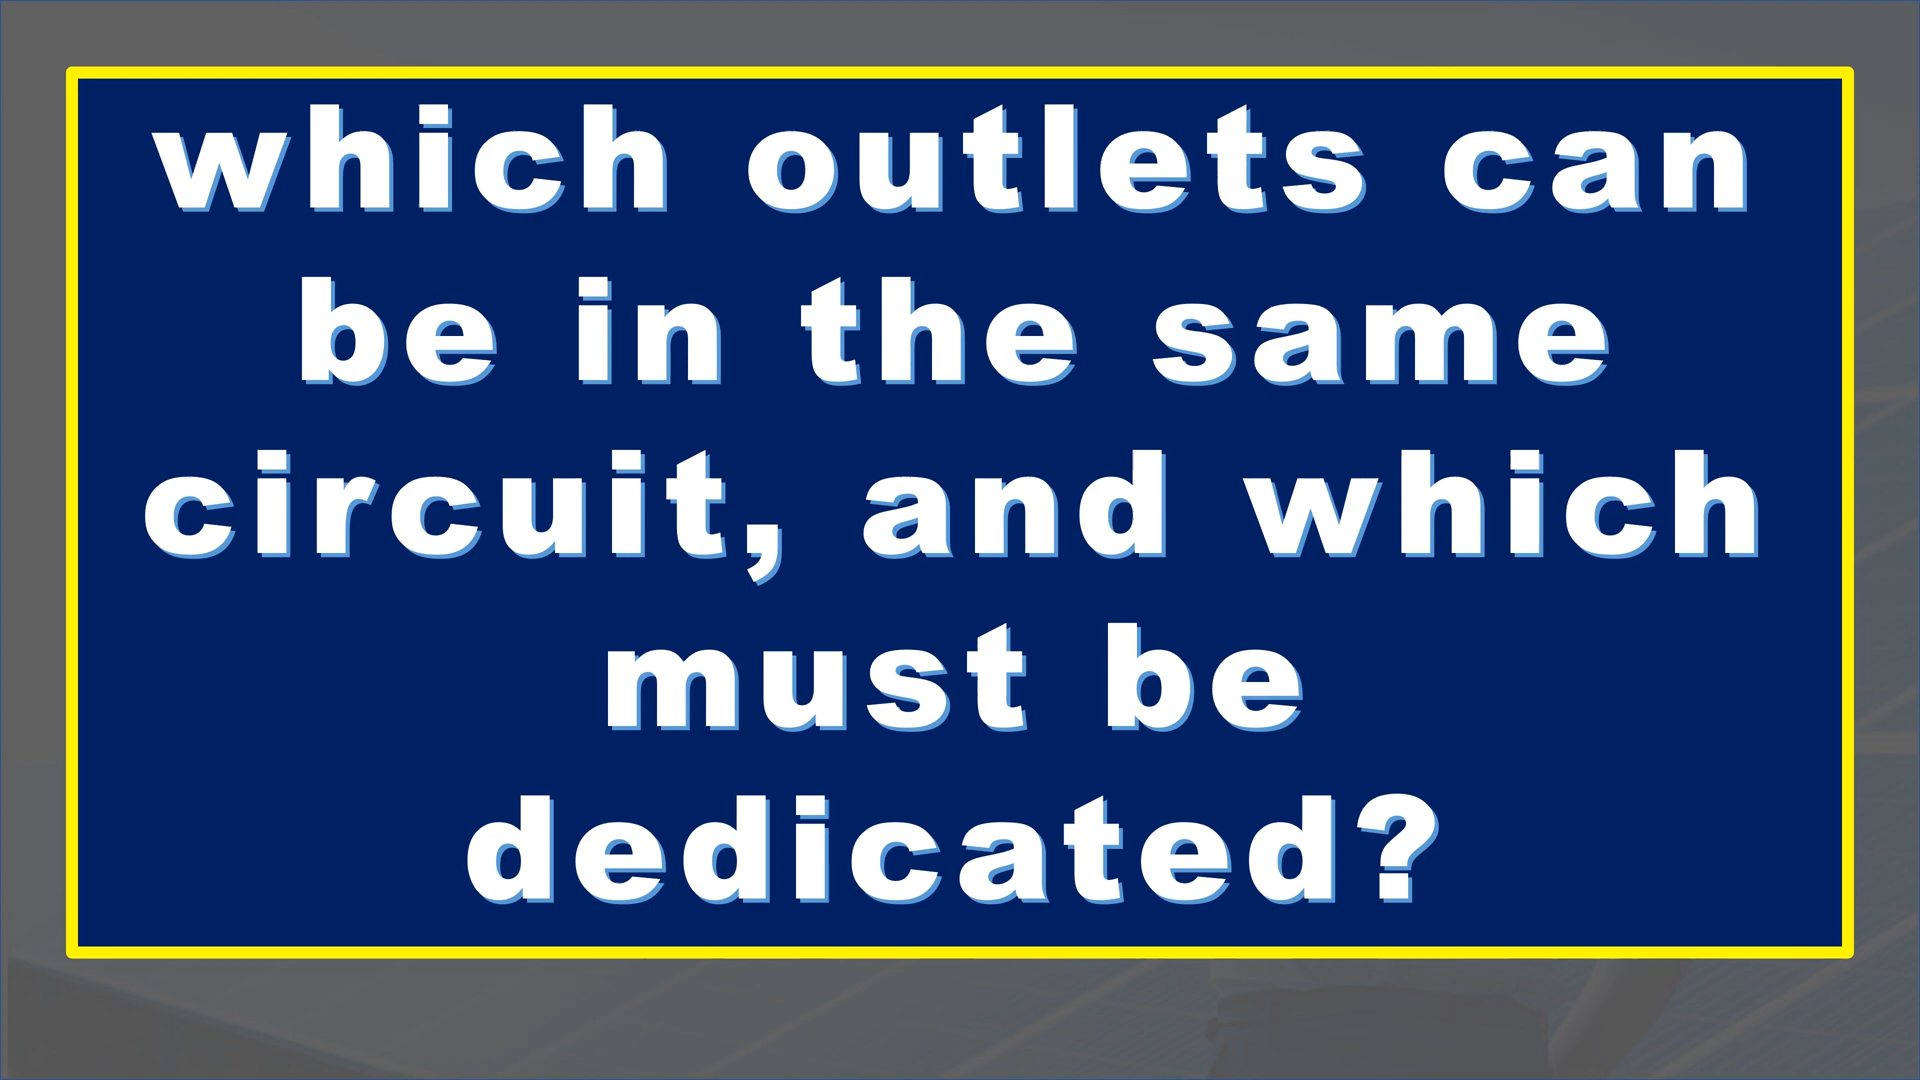 which outlets can
be in the same
circuit, and which
must be
dedicated?